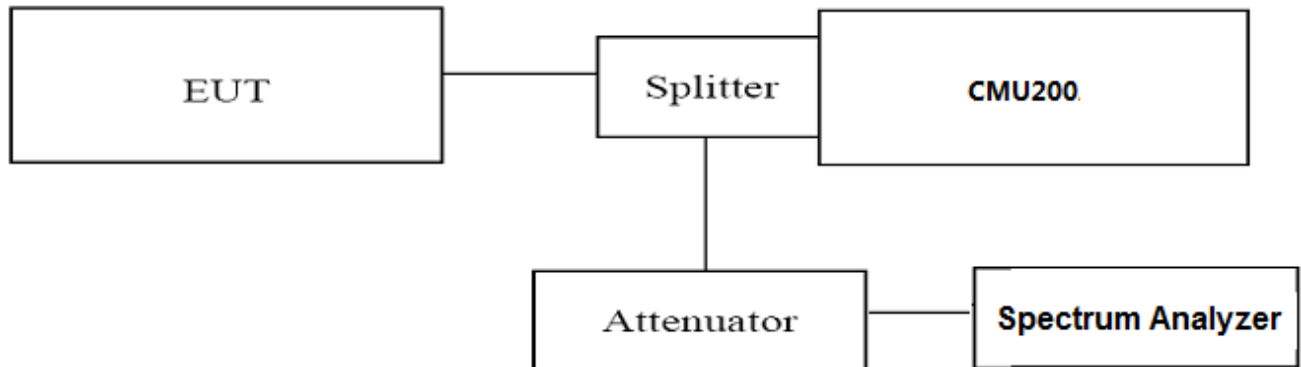 EUT
Splitter
CMU200.
Attenuator
Spectrum Analyzer